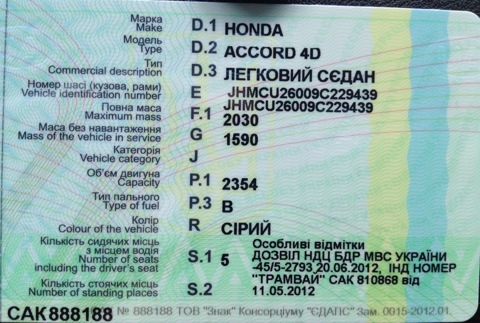 Марка
Make D.1 HONDA
Модель
Type D.2 ACCORD 4D
Тип
Commercial description D.3 ЛЕГКОВИЙ СЄДАН
Номер шасі (кузова, рами) E JHMCU26009C229439
Vehicle identification number JHMCU26009C229439
Повна маса
Maximum mass F.1 2030
Маса без навантаження
Mass of the vehicle in service G 1590
Категорія
Vehicle category J
Об'єм двигуна
Capacity P.1 2354
Тип пального
Type of fuel P.3 B
Колір
Colour of the vehicle R СІРИЙ
Кількість сидячих місць Особливі відмітки
з місцем водія ДОЗВІЛ НДЦ БДР МВС УКРАЇНИ
Number of seats S.1 5 -45/5-2793 20.06.2012, ІНД НОМЕР
including the driver's seat "ТРАМВАЙ" САК 810868 від
Кількість стоячих місць 11.05.2012
Number of standing places S.2
САК888188 № 888188 ТОВ "Знак" Консорціуму "ЄДАПС" Зам. 0015-2012.01.